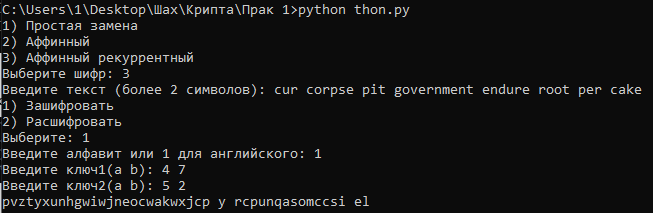 C:\Users\1\Desktop\Шах\Крипта\Прак 1>python thon.py
1) Простая замена
2) Аффинный
3) Аффинный рекуррентный
Выберите шифр: 3
Введите текст (более 2 символов): cur corpse pit government endure root per cake
1) Зашифровать
2) Расшифровать
Выберите: 1
Введите алфавит или 1 для английского: 1
Введите ключ1(a b): 4 7
Введите ключ2(a b): 5 2
pvztyxunhgwiwjneocwakwxjcp y rcpunqasomccsi el